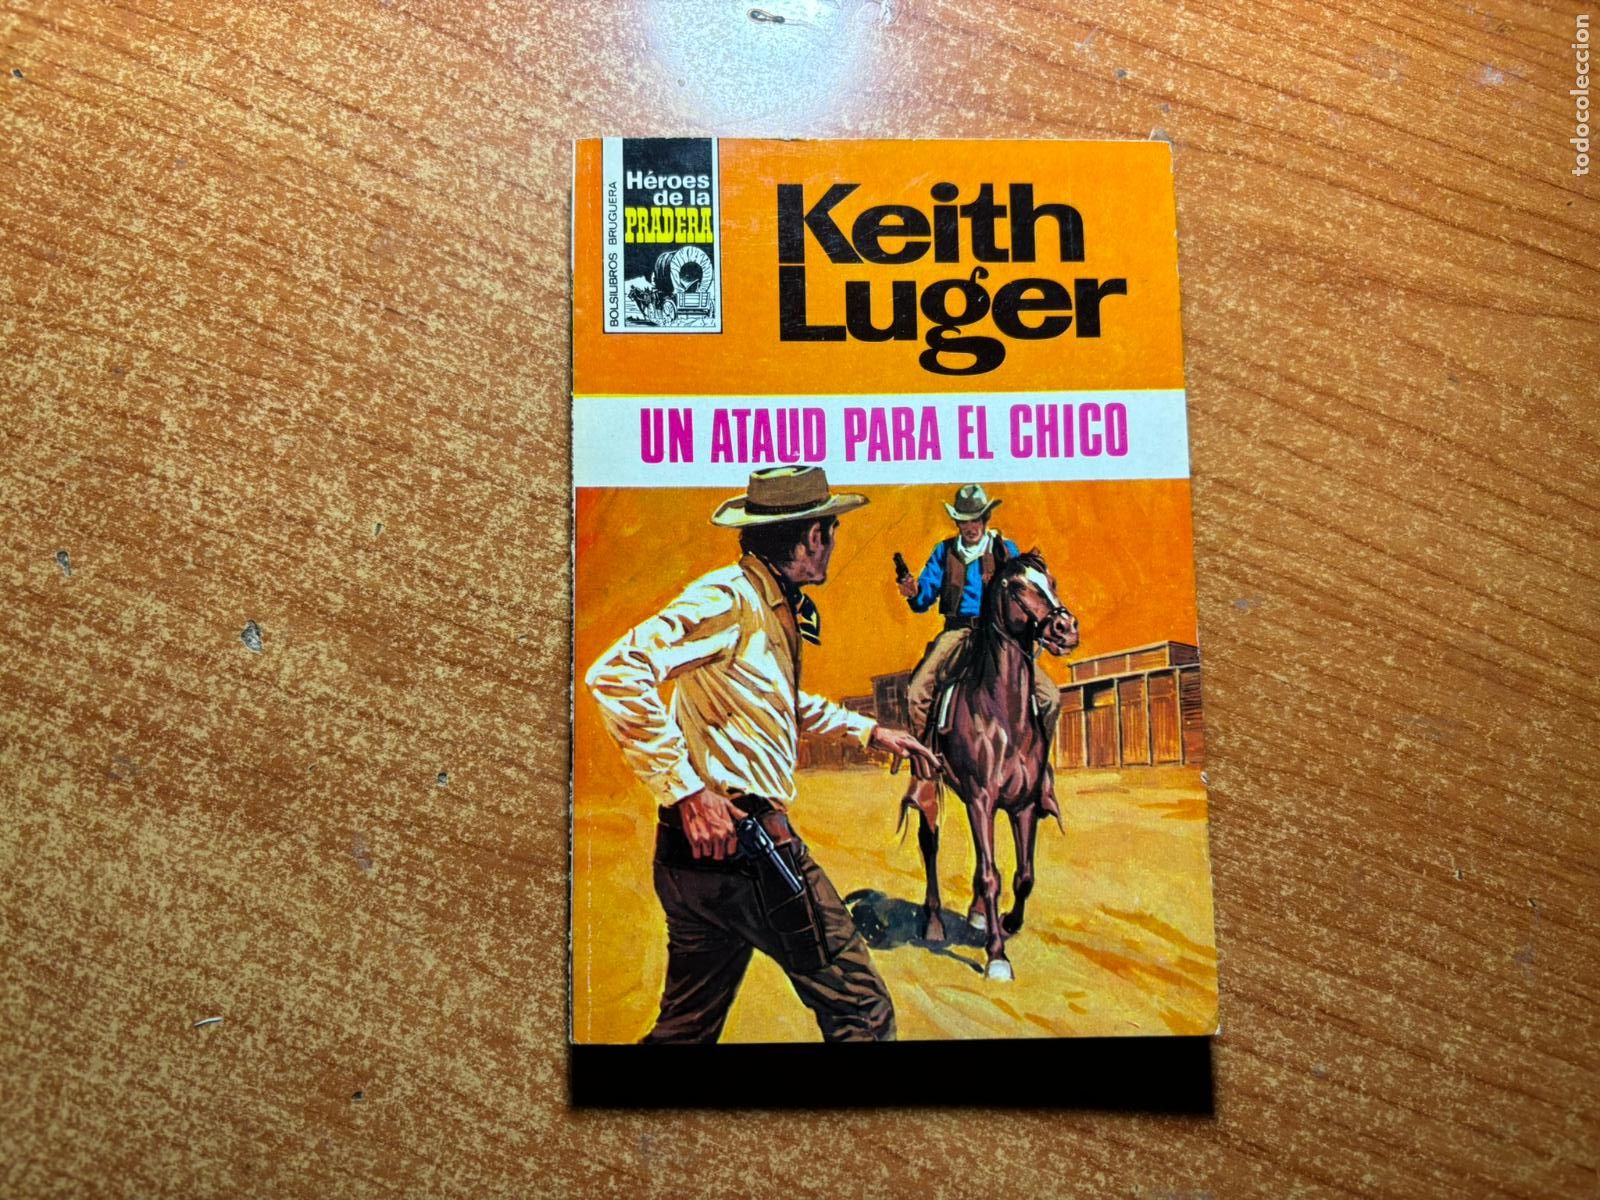 Héroes
de la
PRADERA
BOLSILIBROS BRUGUERA
Keith
Luger
UN ATAUD PARA EL CHICO
todocoleccion